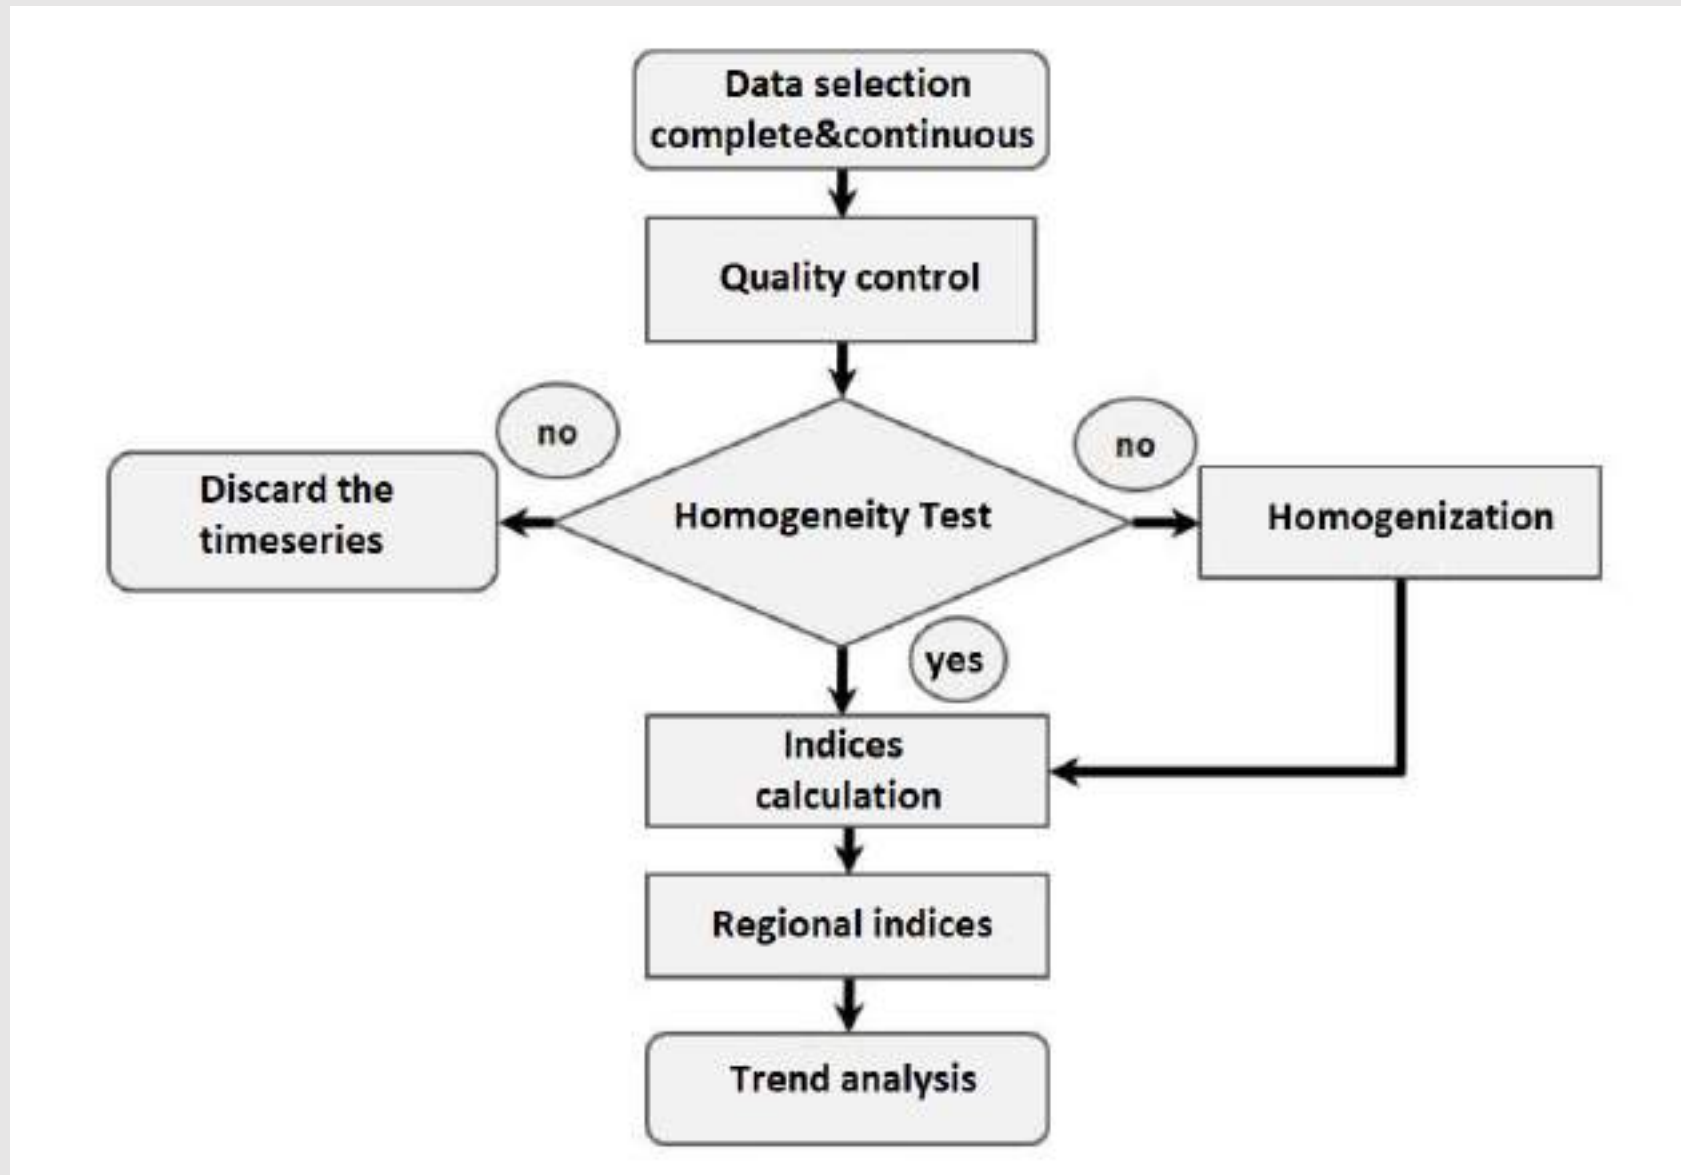 Data selection
complete&continuous
Quality control
no
no
Discard the
timeseries
Homogeneity Test
Homogenization
yes
Indices
calculation
Regional indices
Trend analysis